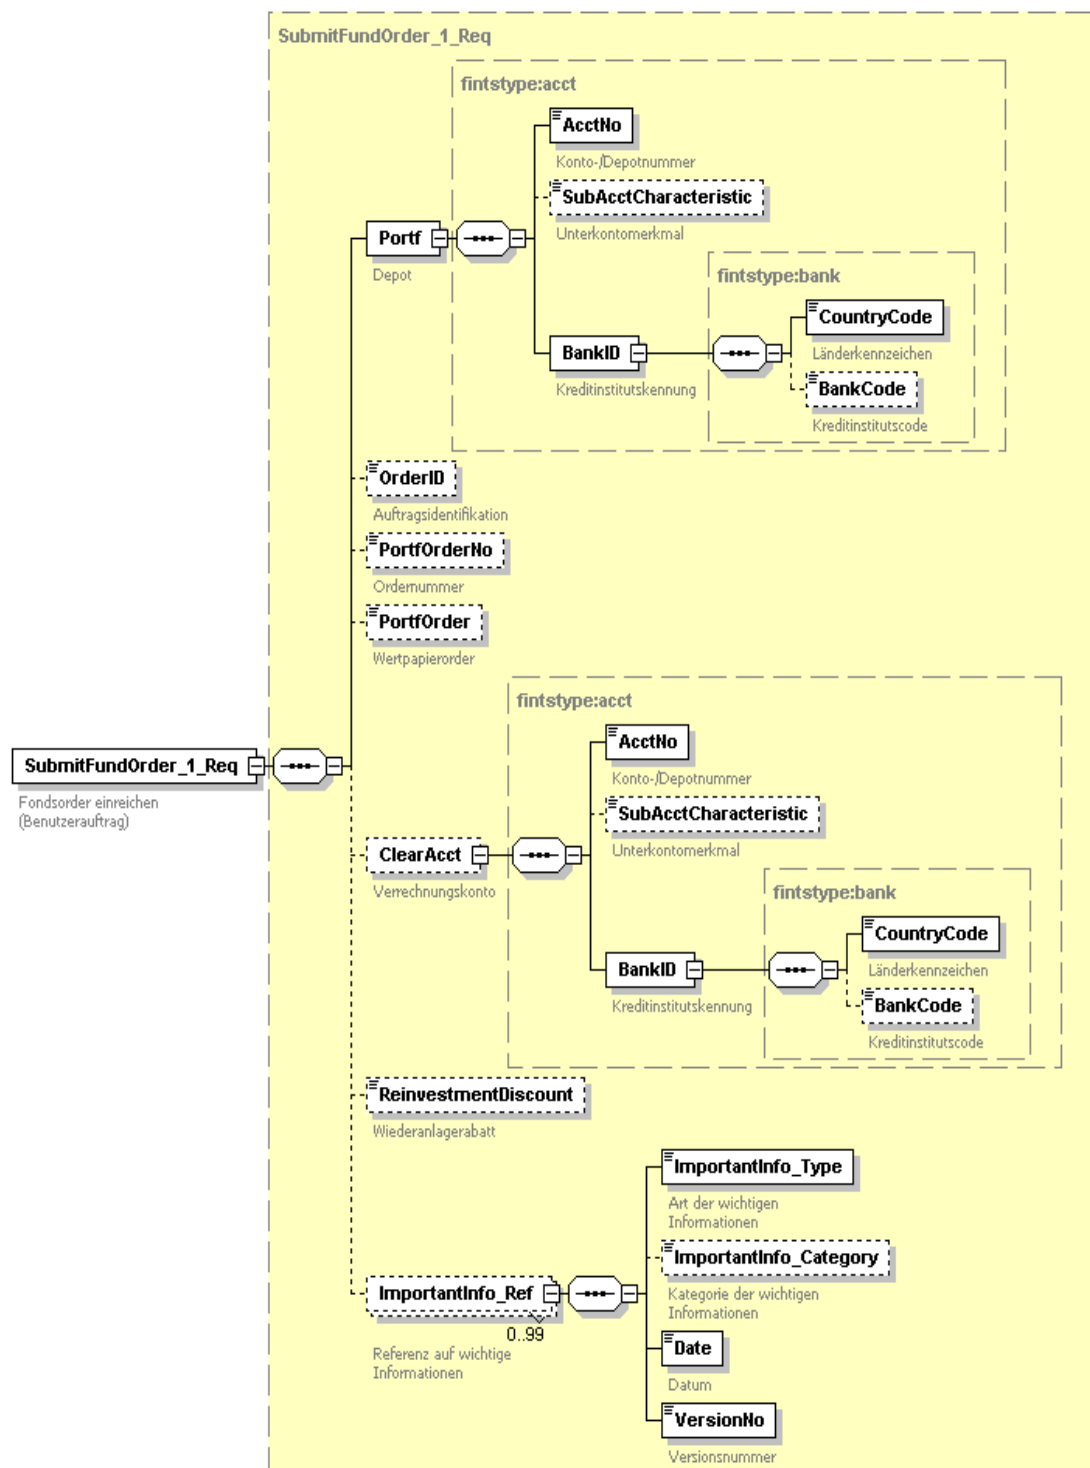 SubmitFundOrder_1_Req
fintstype:acct
AcctNo
Konto-/Depotnummer
SubAcctCharacteristic
Unterkontomerkmal
Portf
Depot
fintstype:bank
CountryCode
Länderkennzeichen
BankID
Kreditinstitutskennung
BankCode
Kreditinstitutscode
OrderID
Auftragsidentifikation
PortfOrderNo
Ordernummer
PortfOrder
Wertpapierorder
fintstype:acct
AcctNo
Konto-/Depotnummer
SubmitFundOrder_1_Req
Fondsorder einreichen
(Benutzerauftrag)
SubAcctCharacteristic
Unterkontomerkmal
ClearAcct
Verrechnungskonto
fintstype:bank
CountryCode
Länderkennzeichen
BankID
Kreditinstitutskennung
BankCode
Kreditinstitutscode
ReinvestmentDiscount
Wiederanlagerabatt
ImportantInfo_Type
Art der wichtigen
Informationen
ImportantInfo_Category
Kategorie der wichtigen
Informationen
ImportantInfo_Ref
0..99
Referenz auf wichtige
Informationen
Date
Datum
VersionNo
Versionsnummer